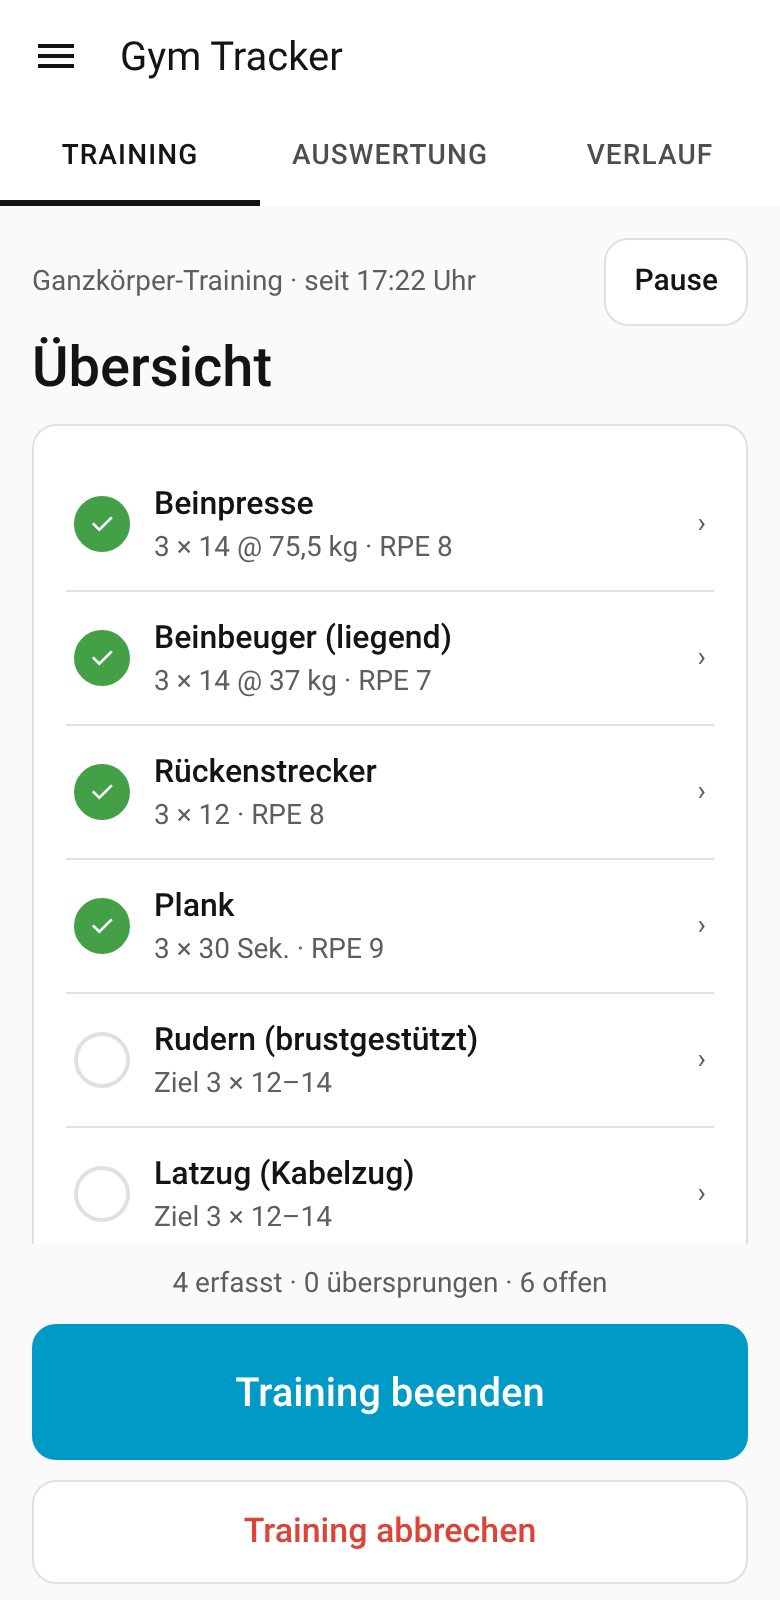 Gym Tracker
TRAINING AUSWERTUNG VERLAUF
Ganzkörper-Training · seit 17:22 Uhr
Pause
Übersicht
Beinpresse
3 × 14 @ 75,5 kg · RPE 8
Beinbeuger (liegend)
3 × 14 @ 37 kg · RPE 7
Rückenstrecker
3 × 12 · RPE 8
Plank
3 × 30 Sek. · RPE 9
Rudern (brustgestützt)
Ziel 3 × 12–14
Latzug (Kabelzug)
Ziel 3 × 12–14
4 erfasst · 0 übersprungen · 6 offen
Training beenden
Training abbrechen